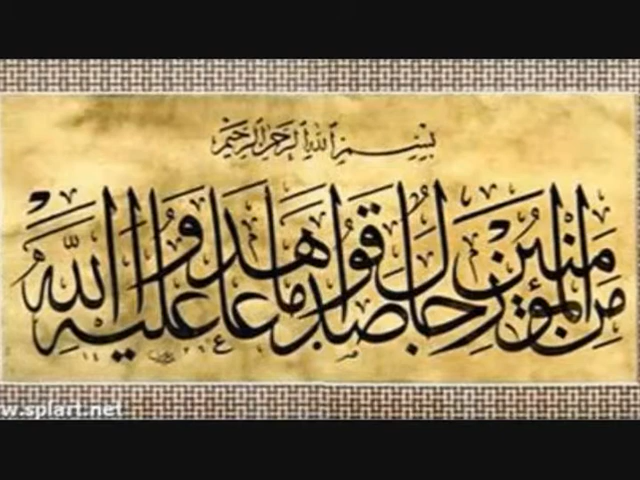 بسم الله الرحمن الرحيم
من المؤمنين رجال صدقوا ما عاهدوا الله عليه
w.splart.net